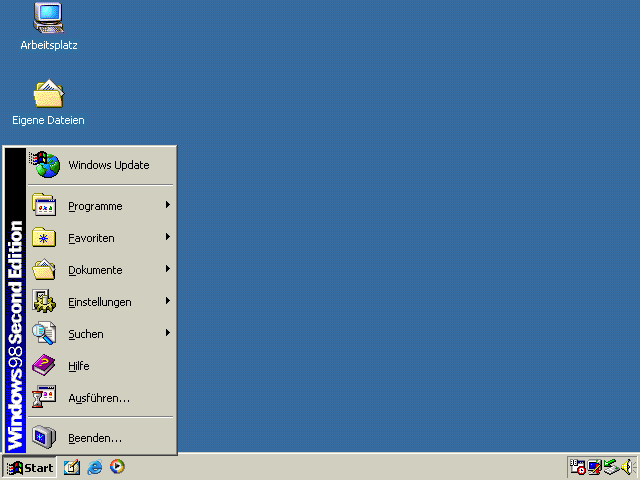 Arbeitsplatz
Eigene Dateien
Windows98 Second Edition
Windows Update
Programme
Favoriten
Dokumente
Einstellungen
Suchen
Hilfe
Ausführen...
Beenden...
Start